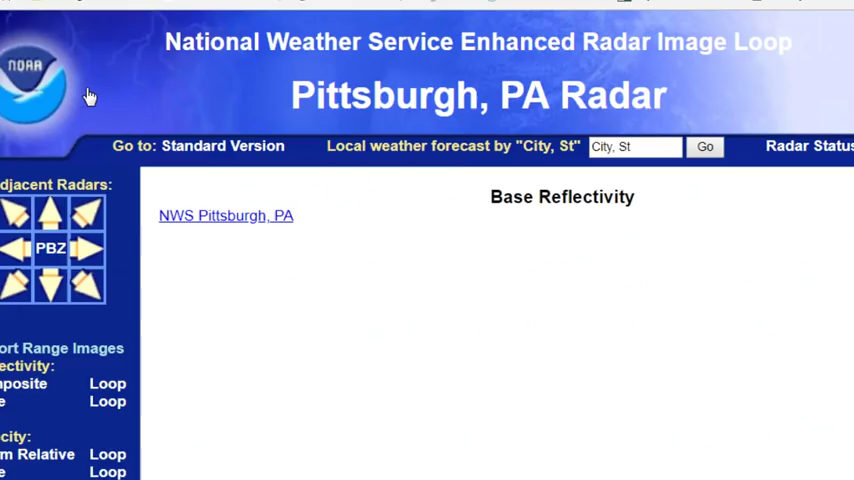 National Weather Service Enhanced Radar Image Loop
NOAA
Pittsburgh, PA Radar
Go to: Standard Version Local weather forecast by "City, St" City, St Go Radar Status
djacent Radars:
Base Reflectivity
NWS Pittsburgh, PA
PBZ
ort Range Images
ectivity:
mposite Loop
e Loop
city:
m Relative Loop
e Loop